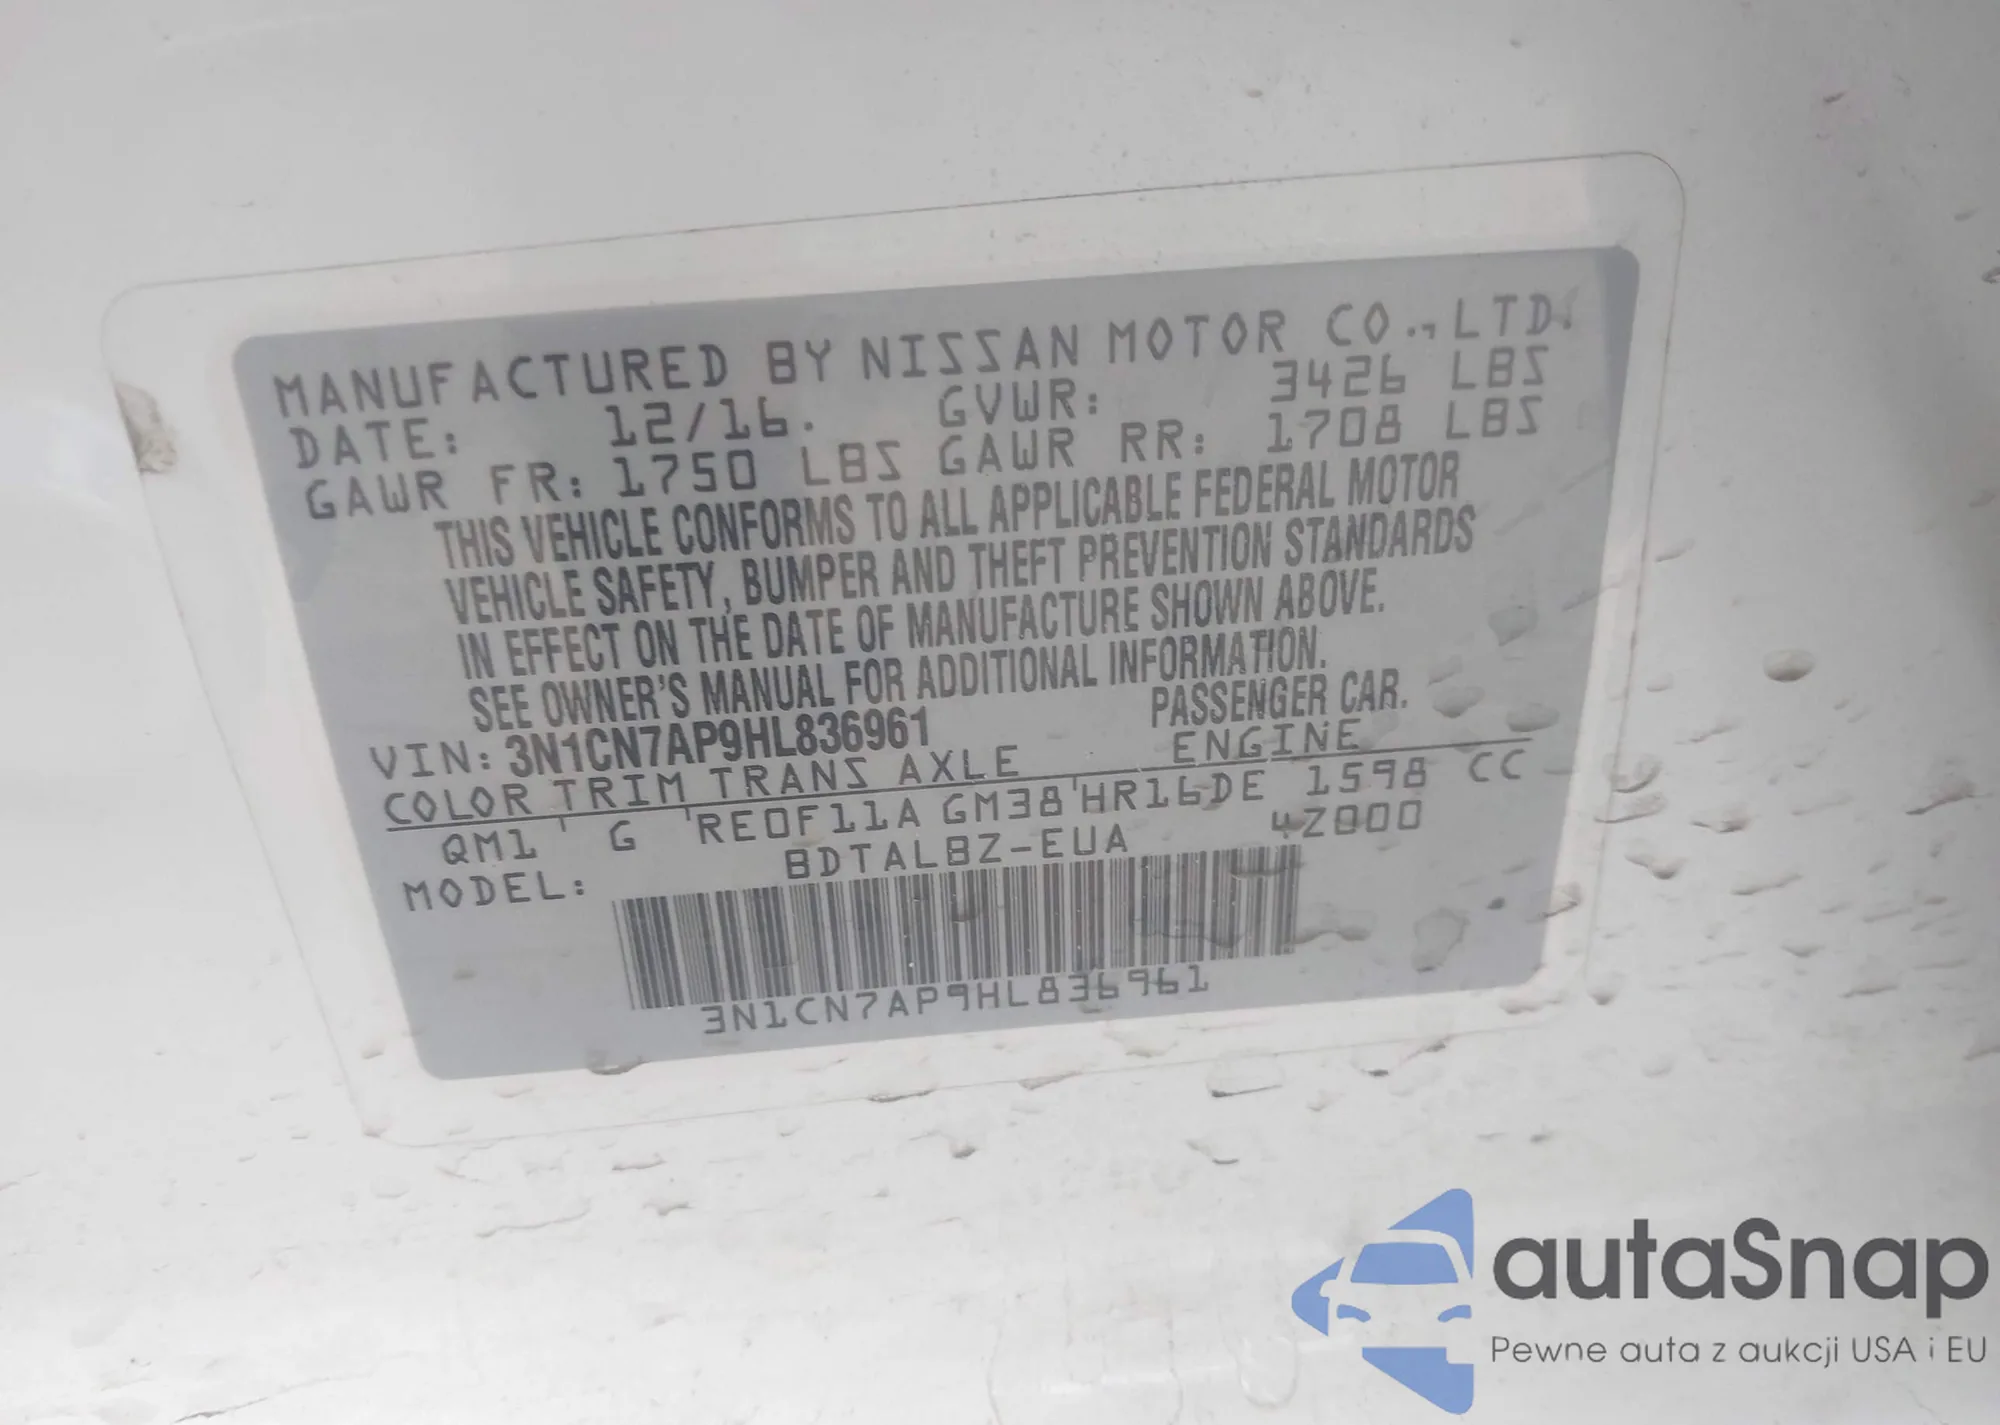 MANUFACTURED BY NISSAN MOTOR CO., LTD.
DATE: 12/16. GVWR: 3426 LBS
GAWR FR: 1750 LBS GAWR RR: 1708 LBS
THIS VEHICLE CONFORMS TO ALL APPLICABLE FEDERAL MOTOR
VEHICLE SAFETY, BUMPER AND THEFT PREVENTION STANDARDS
IN EFFECT ON THE DATE OF MANUFACTURE SHOWN ABOVE.
SEE OWNER'S MANUAL FOR ADDITIONAL INFORMATION.
VIN: 3N1CN7AP9HL836961 PASSENGER CAR.
COLOR TRIM TRANS AXLE ENGINE
QM1 G RE0F11A GM38 HR16DE 1598 CC
MODEL: BDTALBZ-EUA 4Z000
3N1CN7AP9HL836961
autaSnap
Pewne auta z aukcji USA i EU